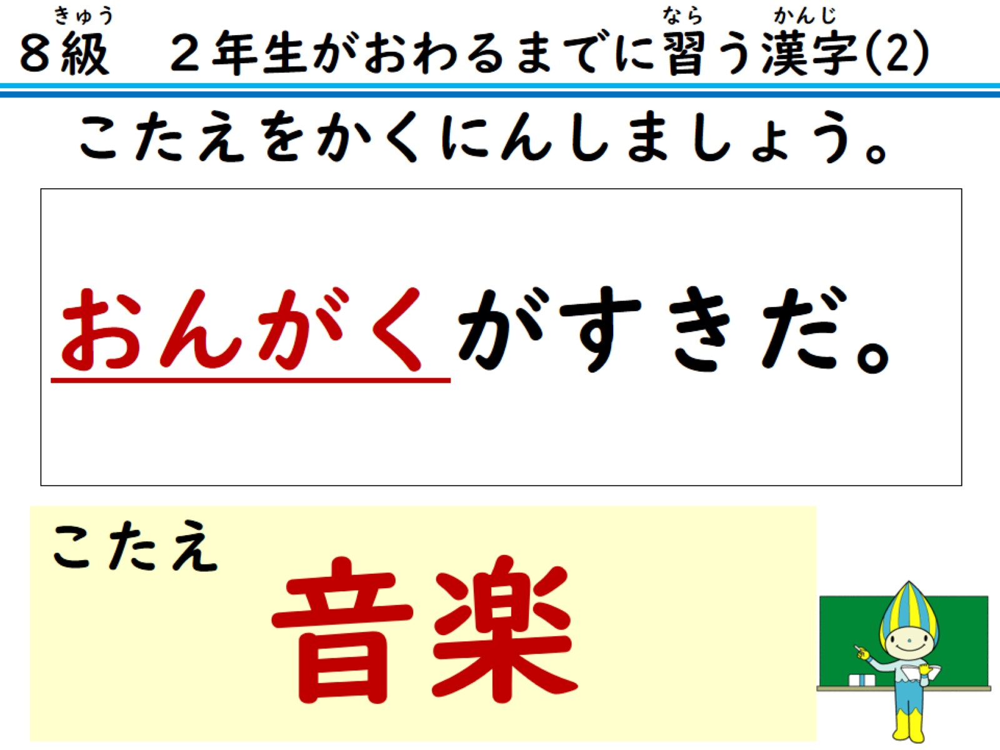 きゅう なら かんじ
8級 2年生がおわるまでに習う漢字(2)
こたえをかくにんしましょう。
おんがくがすきだ。
こたえ
音楽